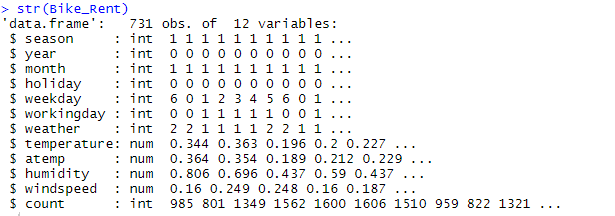 > str(Bike_Rent)
'data.frame':   731 obs. of  12 variables:
 $ season     : int  1 1 1 1 1 1 1 1 1 1 ...
 $ year       : int  0 0 0 0 0 0 0 0 0 0 ...
 $ month      : int  1 1 1 1 1 1 1 1 1 1 ...
 $ holiday    : int  0 0 0 0 0 0 0 0 0 0 ...
 $ weekday    : int  6 0 1 2 3 4 5 6 0 1 ...
 $ workingday : int  0 0 1 1 1 1 1 0 0 1 ...
 $ weather    : int  2 2 1 1 1 1 2 2 1 1 ...
 $ temperature: num  0.344 0.363 0.196 0.2 0.227 ...
 $ atemp      : num  0.364 0.354 0.189 0.212 0.229 ...
 $ humidity   : num  0.806 0.696 0.437 0.59 0.437 ...
 $ windspeed  : num  0.16 0.249 0.248 0.16 0.187 ...
 $ count      : int  985 801 1349 1562 1600 1606 1510 959 822 1321 ...